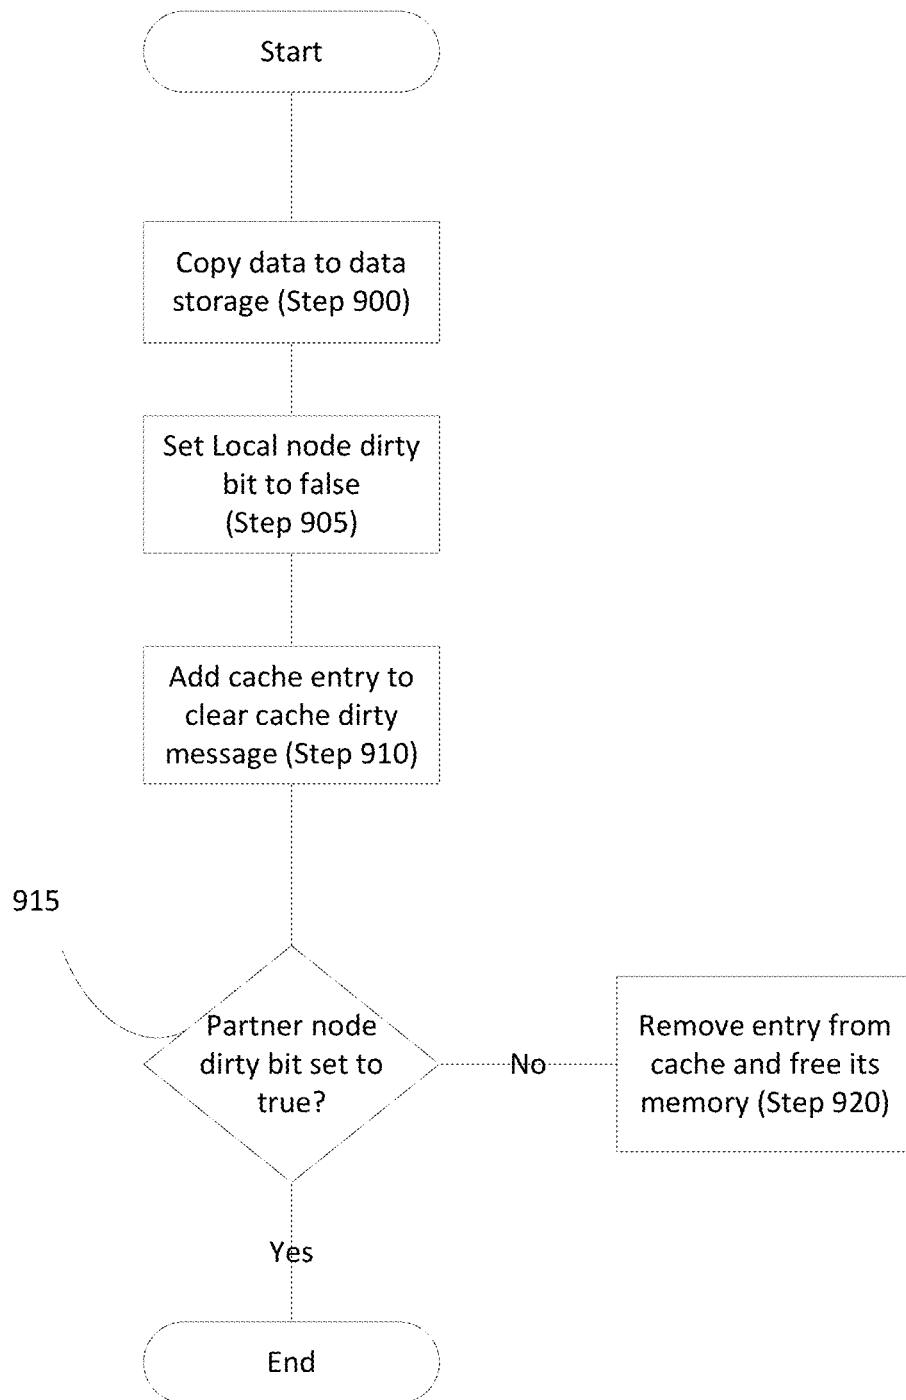 Start
Copy data to data
storage (Step 900)
Set Local node dirty
bit to false
(Step 905)
Add cache entry to
clear cache dirty
message (Step 910)
915
Partner node
dirty bit set to
true?
No
Remove entry from
cache and free its
memory (Step 920)
Yes
End